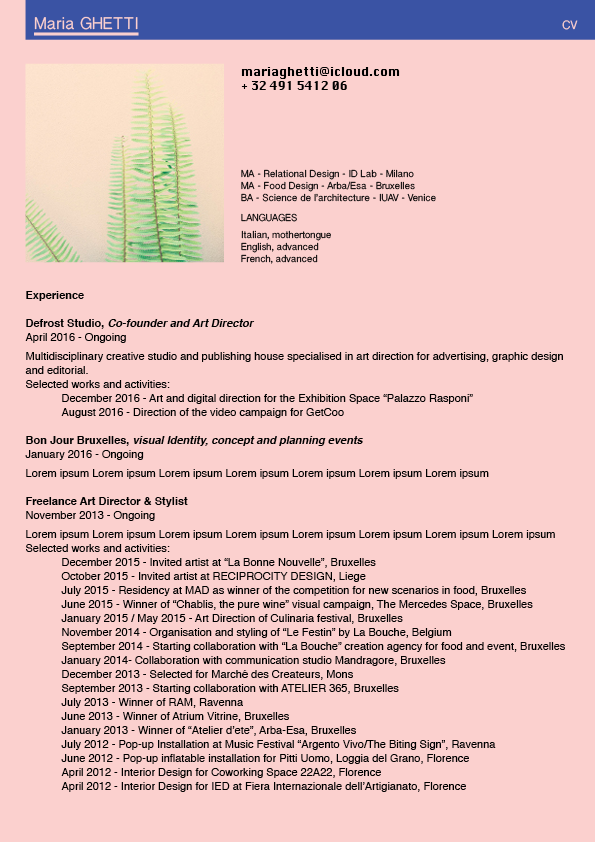 Maria GHETTI
CV
mariaghetti@icloud.com
+ 32 491 5412 06
MA - Relational Design - ID Lab - Milano
MA - Food Design - Arba/Esa - Bruxelles
BA - Science de l'architecture - IUAV - Venice
LANGUAGES
Italian, mothertongue
English, advanced
French, advanced
Experience
Defrost Studio, Co-founder and Art Director
April 2016 - Ongoing
Multidisciplinary creative studio and publishing house specialised in art direction for advertising, graphic design
and editorial.
Selected works and activities:
December 2016 - Art and digital direction for the Exhibition Space “Palazzo Rasponi”
August 2016 - Direction of the video campaign for GetCoo
Bon Jour Bruxelles, visual Identity, concept and planning events
January 2016 - Ongoing
Lorem ipsum Lorem ipsum Lorem ipsum Lorem ipsum Lorem ipsum Lorem ipsum Lorem ipsum
Freelance Art Director & Stylist
November 2013 - Ongoing
Lorem ipsum Lorem ipsum Lorem ipsum Lorem ipsum Lorem ipsum Lorem ipsum Lorem ipsum Lorem ipsum
Selected works and activities:
December 2015 - Invited artist at “La Bonne Nouvelle”, Bruxelles
October 2015 - Invited artist at RECIPROCITY DESIGN, Liege
July 2015 - Residency at MAD as winner of the competition for new scenarios in food, Bruxelles
June 2015 - Winner of “Chablis, the pure wine” visual campaign, The Mercedes Space, Bruxelles
January 2015 / May 2015 - Art Direction of Culinaria festival, Bruxelles
November 2014 - Organisation and styling of “Le Festin” by La Bouche, Belgium
September 2014 - Starting collaboration with “La Bouche” creation agency for food and event, Bruxelles
January 2014- Collaboration with communication studio Mandragore, Bruxelles
December 2013 - Selected for Marché des Createurs, Mons
September 2013 - Starting collaboration with ATELIER 365, Bruxelles
July 2013 - Winner of RAM, Ravenna
June 2013 - Winner of Atrium Vitrine, Bruxelles
January 2013 - Winner of “Atelier d'ete”, Arba-Esa, Bruxelles
July 2012 - Pop-up Installation at Music Festival “Argento Vivo/The Biting Sign”, Ravenna
June 2012 - Pop-up inflatable installation for Pitti Uomo, Loggia del Grano, Florence
April 2012 - Interior Design for Coworking Space 22A22, Florence
April 2012 - Interior Design for IED at Fiera Internazionale dell'Artigianato, Florence